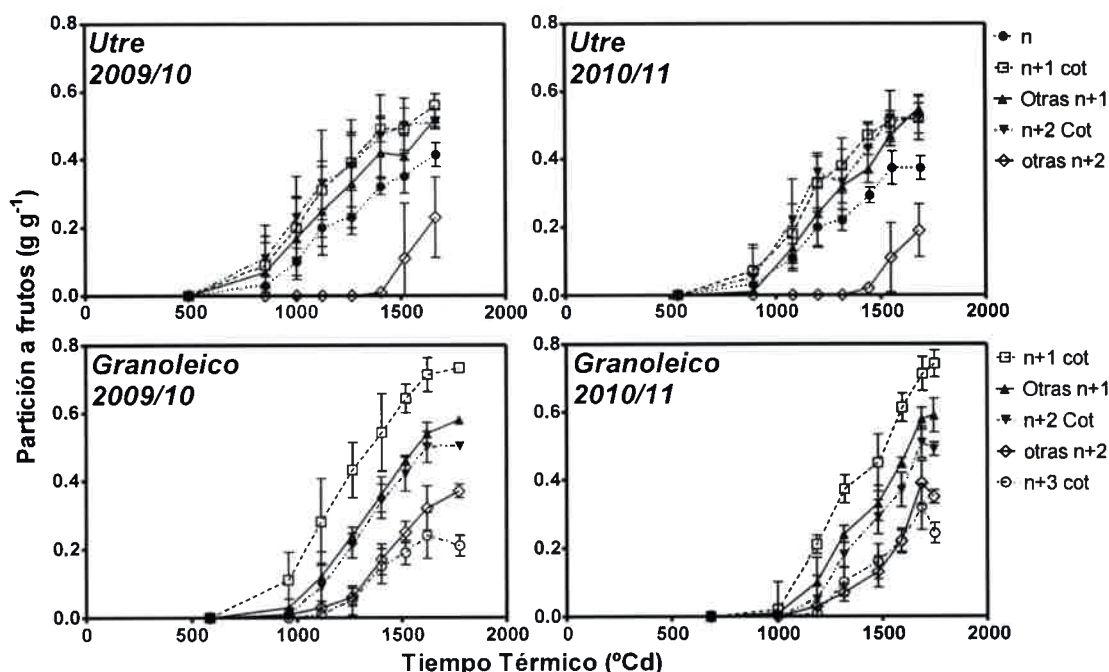 Partición a frutos (g g-1)
Utre
2009/10
0.8
0.6
0.4
0.2
0.0
0
500
1000
1500
2000
Utre
2010/11
0.8
0.6
0.4
0.2
0.0
0
500
1000
1500
2000
n
n+1 cot
Otras n+1
n+2 Cot
otras n+2
Granoleico
2009/10
0.8
0.6
0.4
0.2
0.0
0
500
1000
1500
2000
Granoleico
2010/11
0.8
0.6
0.4
0.2
0.0
0
500
1000
1500
2000
n+1 cot
Otras n+1
n+2 Cot
otras n+2
n+3 cot
Tiempo Térmico (ºCd)